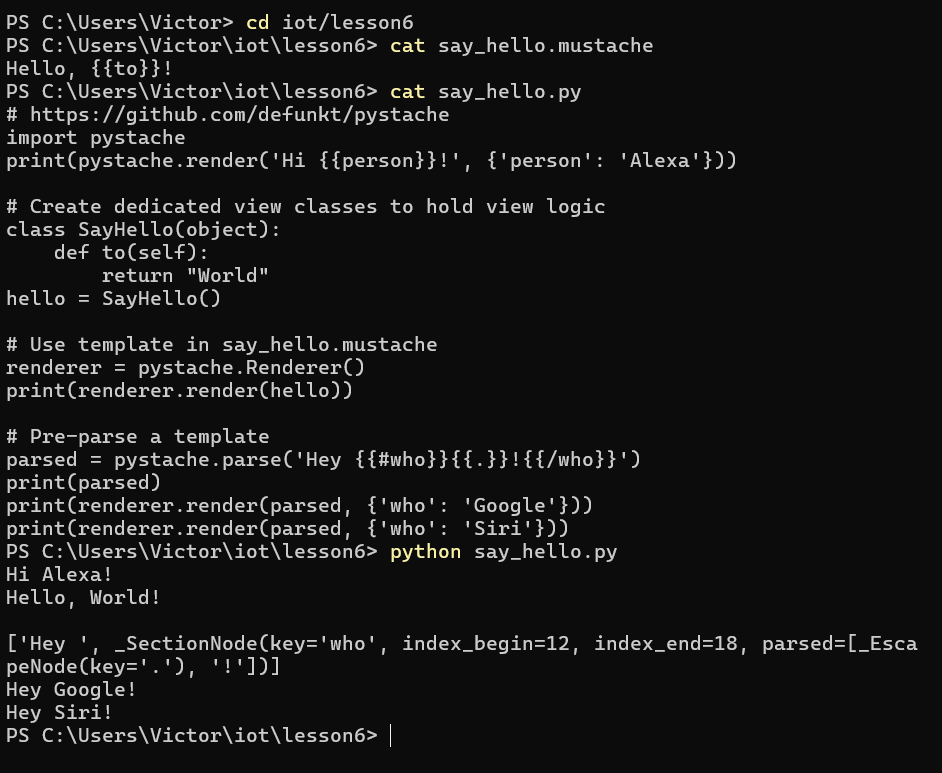 PS C:\Users\Victor> cd iot/lesson6
PS C:\Users\Victor\iot\lesson6> cat say_hello.mustache
Hello, {{to}}!
PS C:\Users\Victor\iot\lesson6> cat say_hello.py
# https://github.com/defunkt/pystache
import pystache
print(pystache.render('Hi {{person}}!', {'person': 'Alexa'}))

# Create dedicated view classes to hold view logic
class SayHello(object):
    def to(self):
        return "World"
hello = SayHello()

# Use template in say_hello.mustache
renderer = pystache.Renderer()
print(renderer.render(hello))

# Pre-parse a template
parsed = pystache.parse('Hey {{#who}}{{.}}!{{/who}}')
print(parsed)
print(renderer.render(parsed, {'who': 'Google'}))
print(renderer.render(parsed, {'who': 'Siri'}))
PS C:\Users\Victor\iot\lesson6> python say_hello.py
Hi Alexa!
Hello, World!

['Hey ', _SectionNode(key='who', index_begin=12, index_end=18, parsed=[_Esca
peNode(key='.'), '!'])]
Hey Google!
Hey Siri!
PS C:\Users\Victor\iot\lesson6>